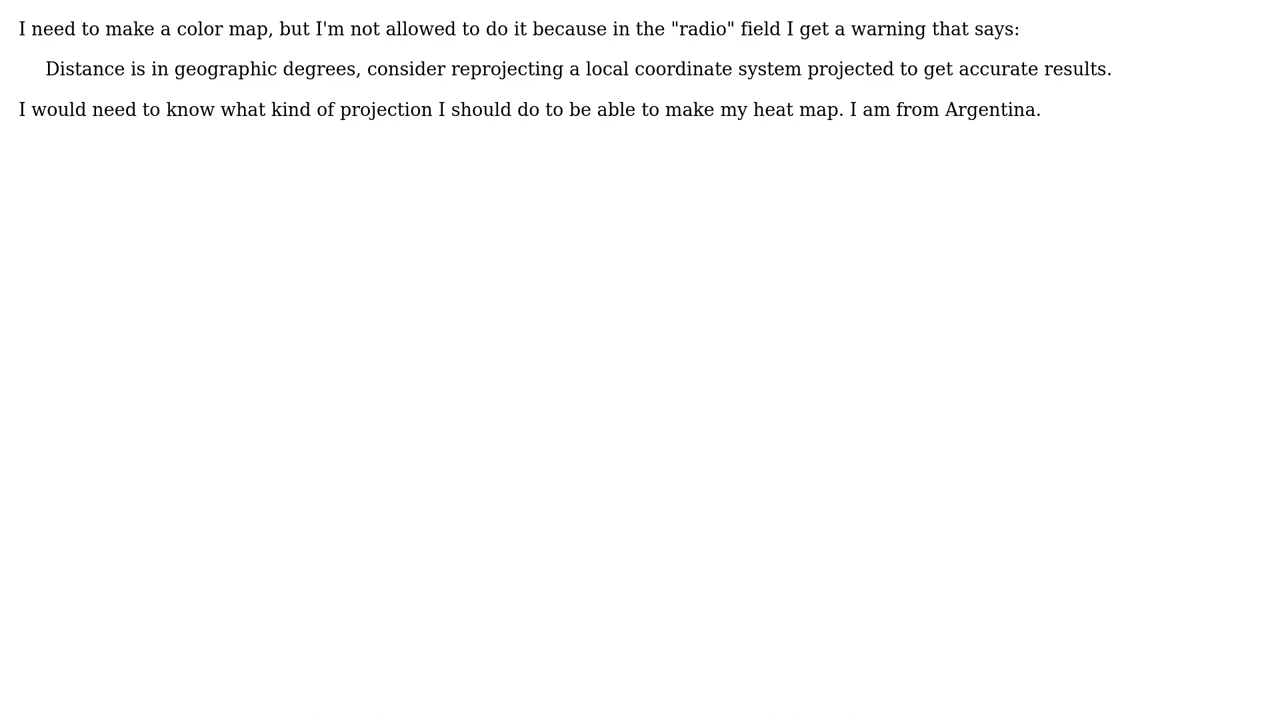 I need to make a color map, but I'm not allowed to do it because in the "radio" field I get a warning that says:
Distance is in geographic degrees, consider reprojecting a local coordinate system projected to get accurate results.
I would need to know what kind of projection I should do to be able to make my heat map. I am from Argentina.